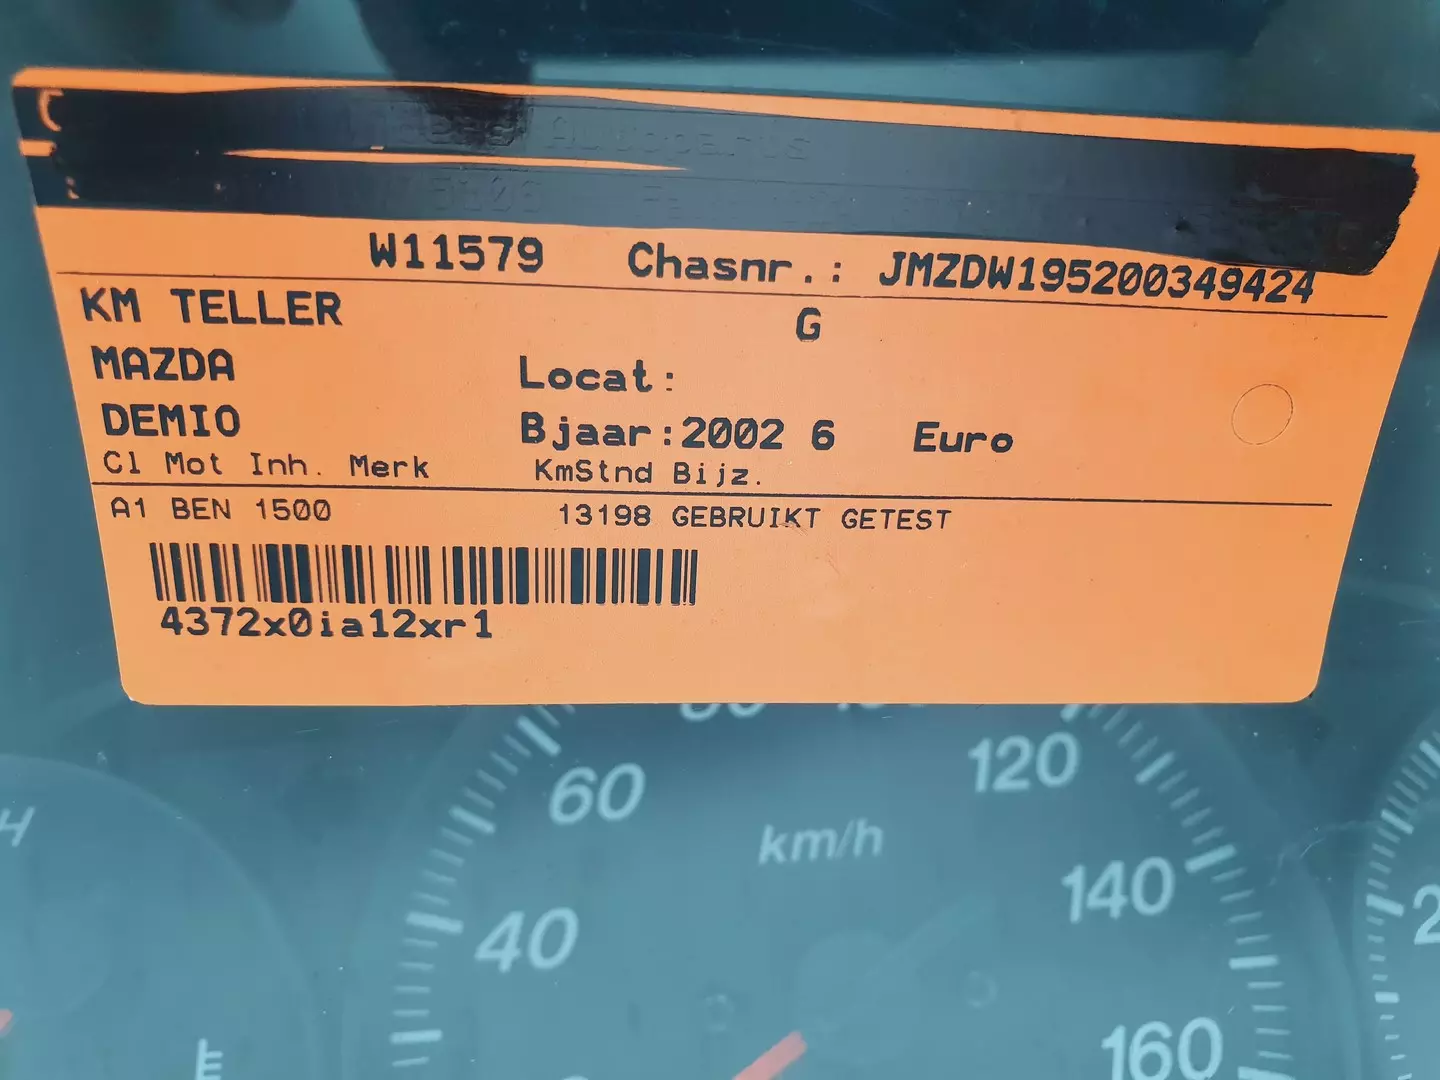 W11579 Chasnr.: JMZDW195200349424
KM TELLER G
MAZDA Locat:
DEMIO Bjaar:2002 6 Euro
Cl Mot Inh. Merk KmStnd Bijz.
A1 BEN 1500 13198 GEBRUIKT GETEST
4372x0ia12xr1
60 120
km/h
40 140
160
E